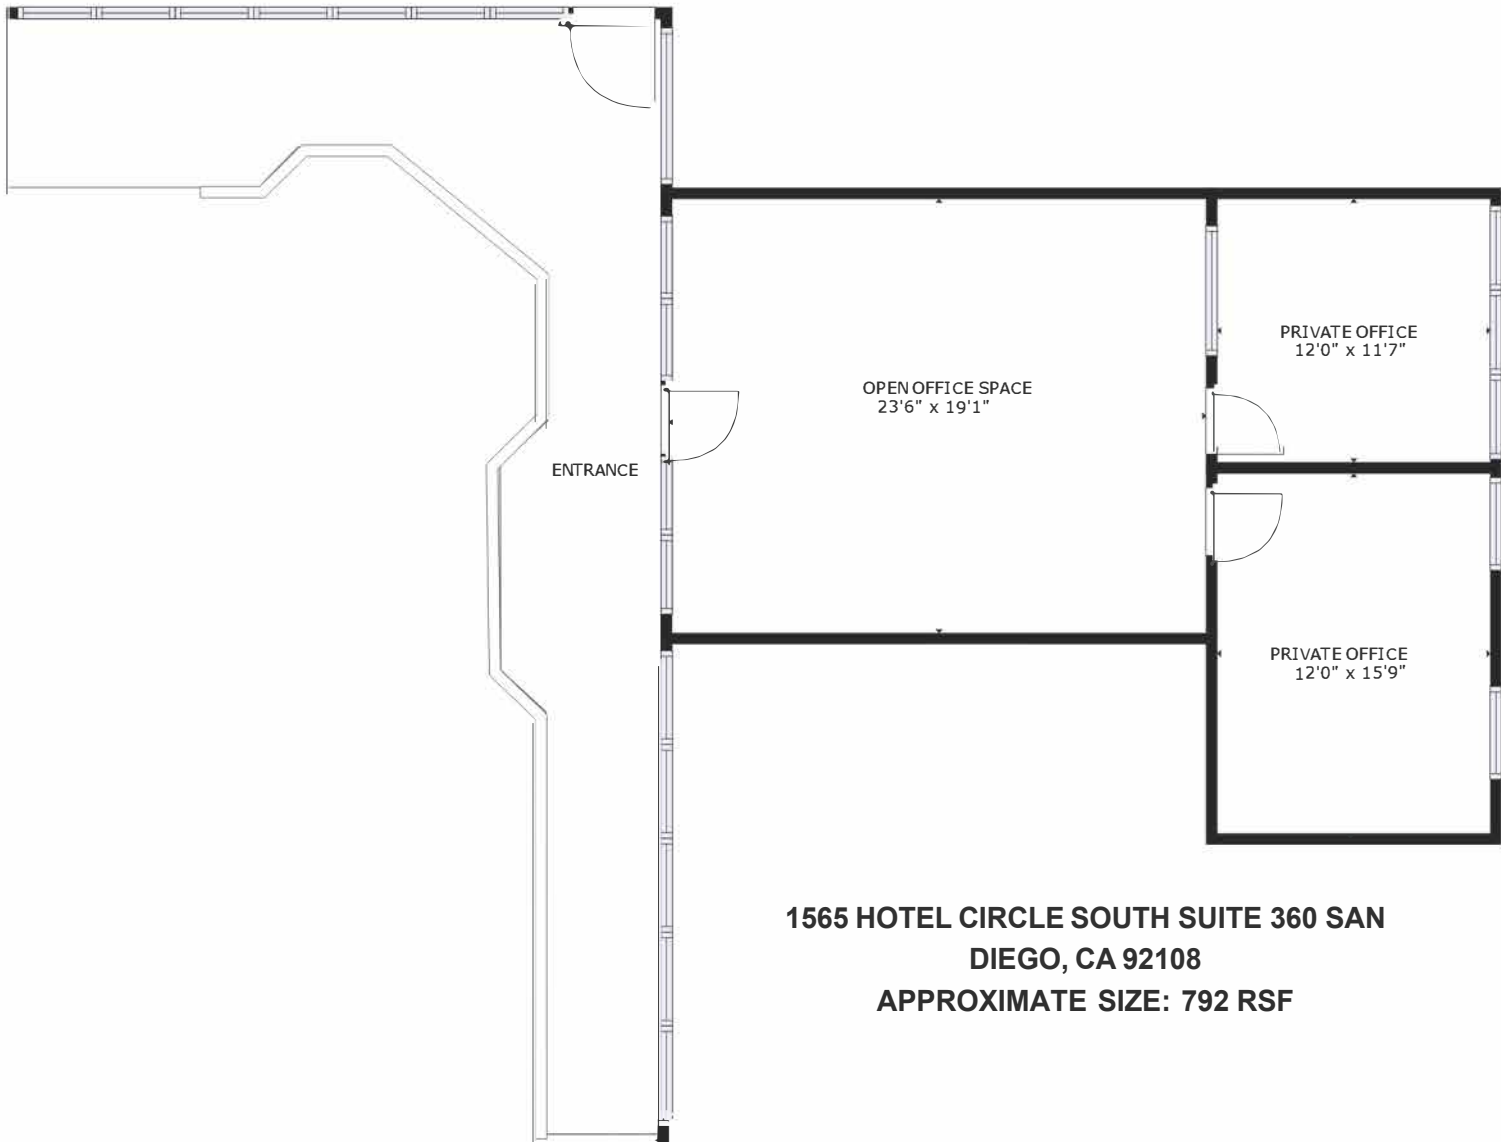 PRIVATE OFFICE
12'0" x 11'7"
OPEN OFFICE SPACE
23'6" x 19'1"
ENTRANCE
PRIVATE OFFICE
12'0" x 15'9"
1565 HOTEL CIRCLE SOUTH SUITE 360 SAN
DIEGO, CA 92108
APPROXIMATE SIZE: 792 RSF